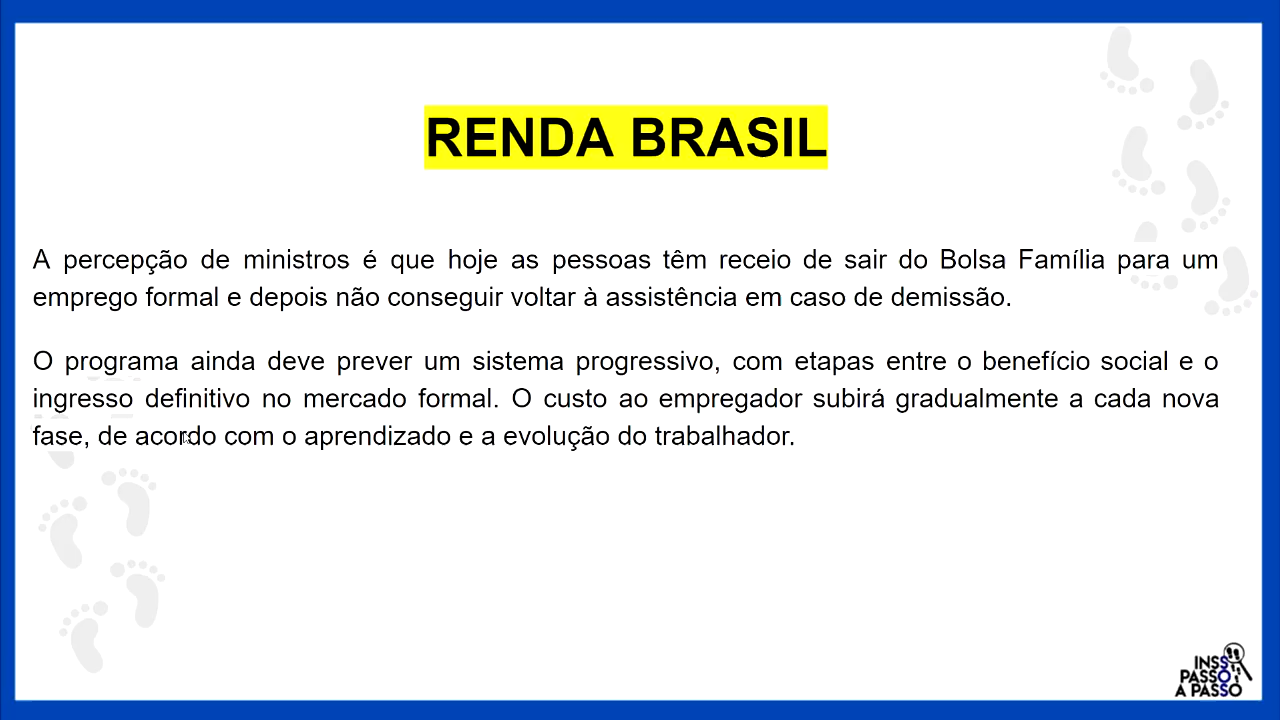 RENDA BRASIL
A percepção de ministros é que hoje as pessoas têm receio de sair do Bolsa Família para um
emprego formal e depois não conseguir voltar à assistência em caso de demissão.
O programa ainda deve prever um sistema progressivo, com etapas entre o benefício social e o
ingresso definitivo no mercado formal. O custo ao empregador subirá gradualmente a cada nova
fase, de acordo com o aprendizado e a evolução do trabalhador.
INSS
PASSO
A PASSO